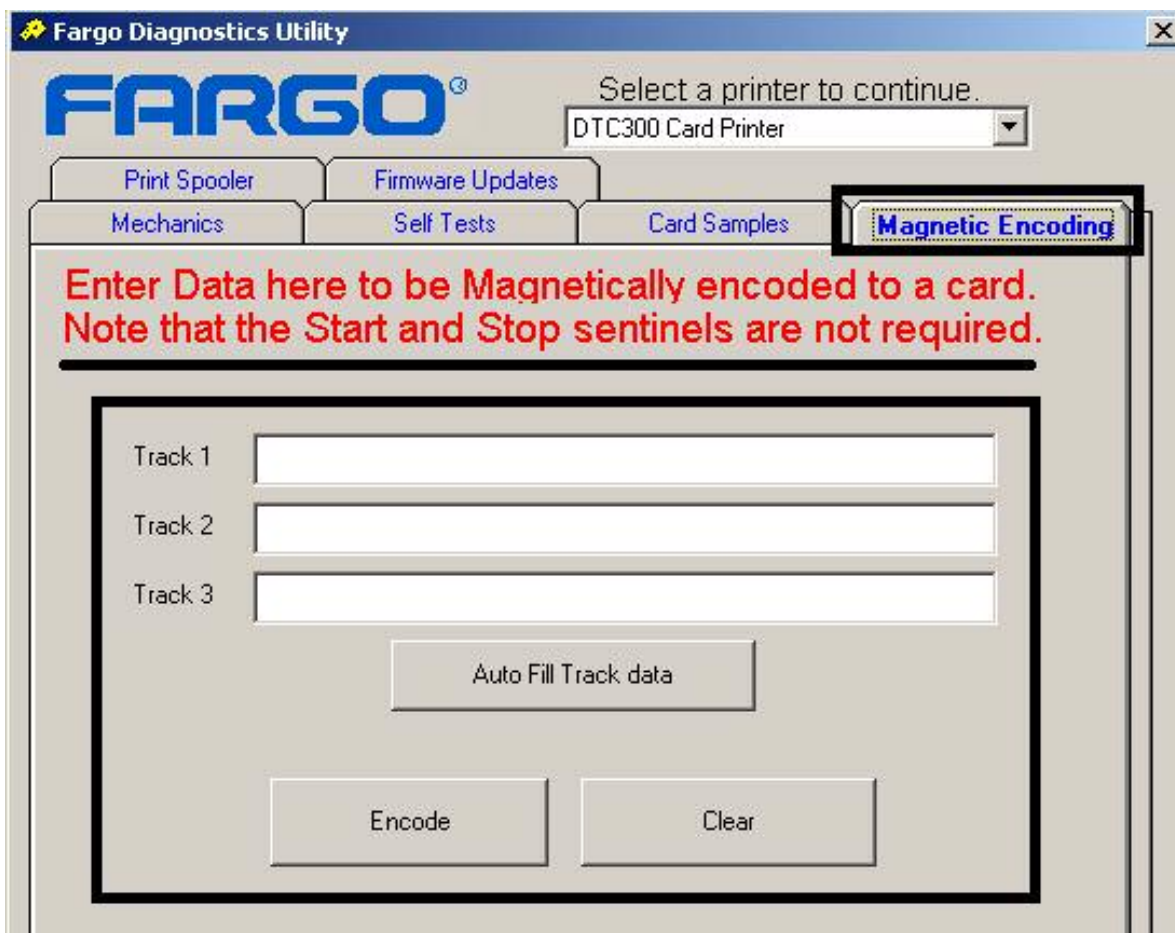 Fargo Diagnostics Utility
FARGO®
Select a printer to continue.
DTC300 Card Printer
Print Spooler
Firmware Updates
Mechanics
Self Tests
Card Samples
Magnetic Encoding
Enter Data here to be Magnetically encoded to a card.
Note that the Start and Stop sentinels are not required.
Track 1
Track 2
Track 3
Auto Fill Track data
Encode
Clear